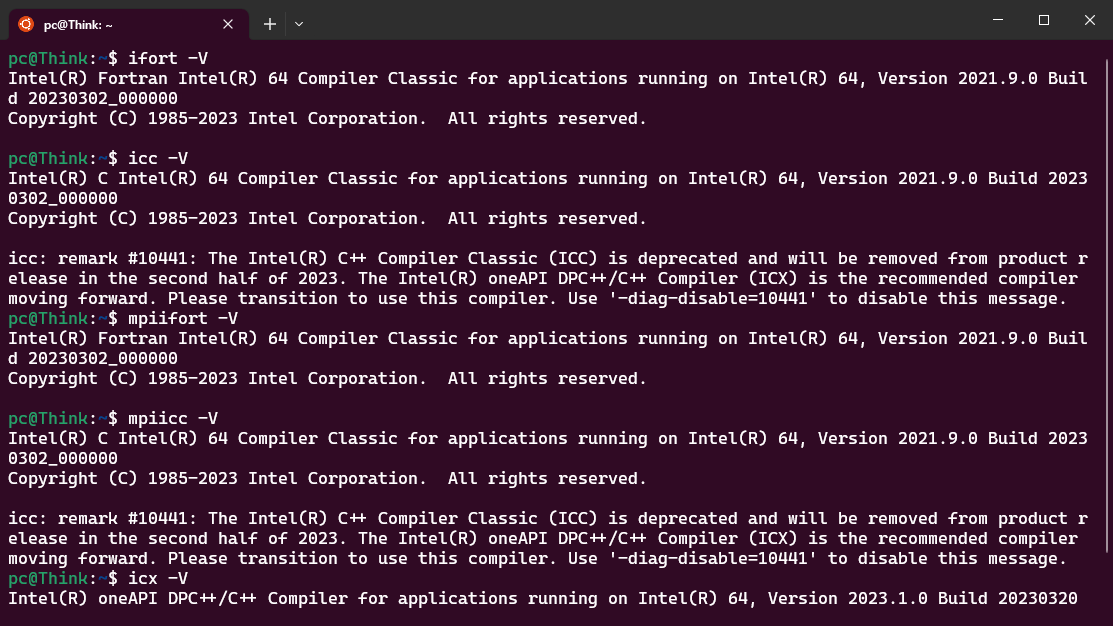 pc@Think: ~
pc@Think:~$ ifort -V
Intel(R) Fortran Intel(R) 64 Compiler Classic for applications running on Intel(R) 64, Version 2021.9.0 Buil
d 20230302_000000
Copyright (C) 1985-2023 Intel Corporation.  All rights reserved.
pc@Think:~$ icc -V
Intel(R) C Intel(R) 64 Compiler Classic for applications running on Intel(R) 64, Version 2021.9.0 Build 2023
0302_000000
Copyright (C) 1985-2023 Intel Corporation.  All rights reserved.
icc: remark #10441: The Intel(R) C++ Compiler Classic (ICC) is deprecated and will be removed from product r
elease in the second half of 2023. The Intel(R) oneAPI DPC++/C++ Compiler (ICX) is the recommended compiler
moving forward. Please transition to use this compiler. Use '-diag-disable=10441' to disable this message.
pc@Think:~$ mpiifort -V
Intel(R) Fortran Intel(R) 64 Compiler Classic for applications running on Intel(R) 64, Version 2021.9.0 Buil
d 20230302_000000
Copyright (C) 1985-2023 Intel Corporation.  All rights reserved.
pc@Think:~$ mpiicc -V
Intel(R) C Intel(R) 64 Compiler Classic for applications running on Intel(R) 64, Version 2021.9.0 Build 2023
0302_000000
Copyright (C) 1985-2023 Intel Corporation.  All rights reserved.
icc: remark #10441: The Intel(R) C++ Compiler Classic (ICC) is deprecated and will be removed from product r
elease in the second half of 2023. The Intel(R) oneAPI DPC++/C++ Compiler (ICX) is the recommended compiler
moving forward. Please transition to use this compiler. Use '-diag-disable=10441' to disable this message.
pc@Think:~$ icx -V
Intel(R) oneAPI DPC++/C++ Compiler for applications running on Intel(R) 64, Version 2023.1.0 Build 20230320